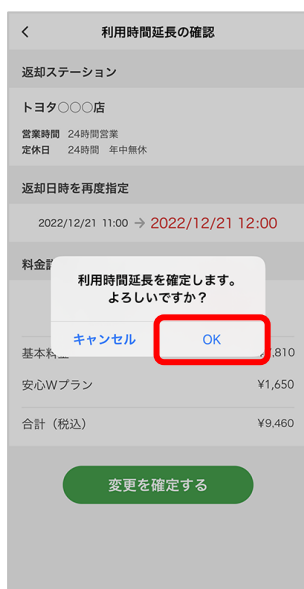 利用時間延長の確認
返却ステーション
トヨタ○○○店
営業時間 24時間営業
定休日 24時間 年中無休
返却日時を再度指定
2022/12/21 11:00 → 2022/12/21 12:00
料金
利用時間延長を確定します。
よろしいですか？
キャンセル OK
基本料 810
安心Wプラン ¥1,650
合計（税込） ¥9,460
変更を確定する